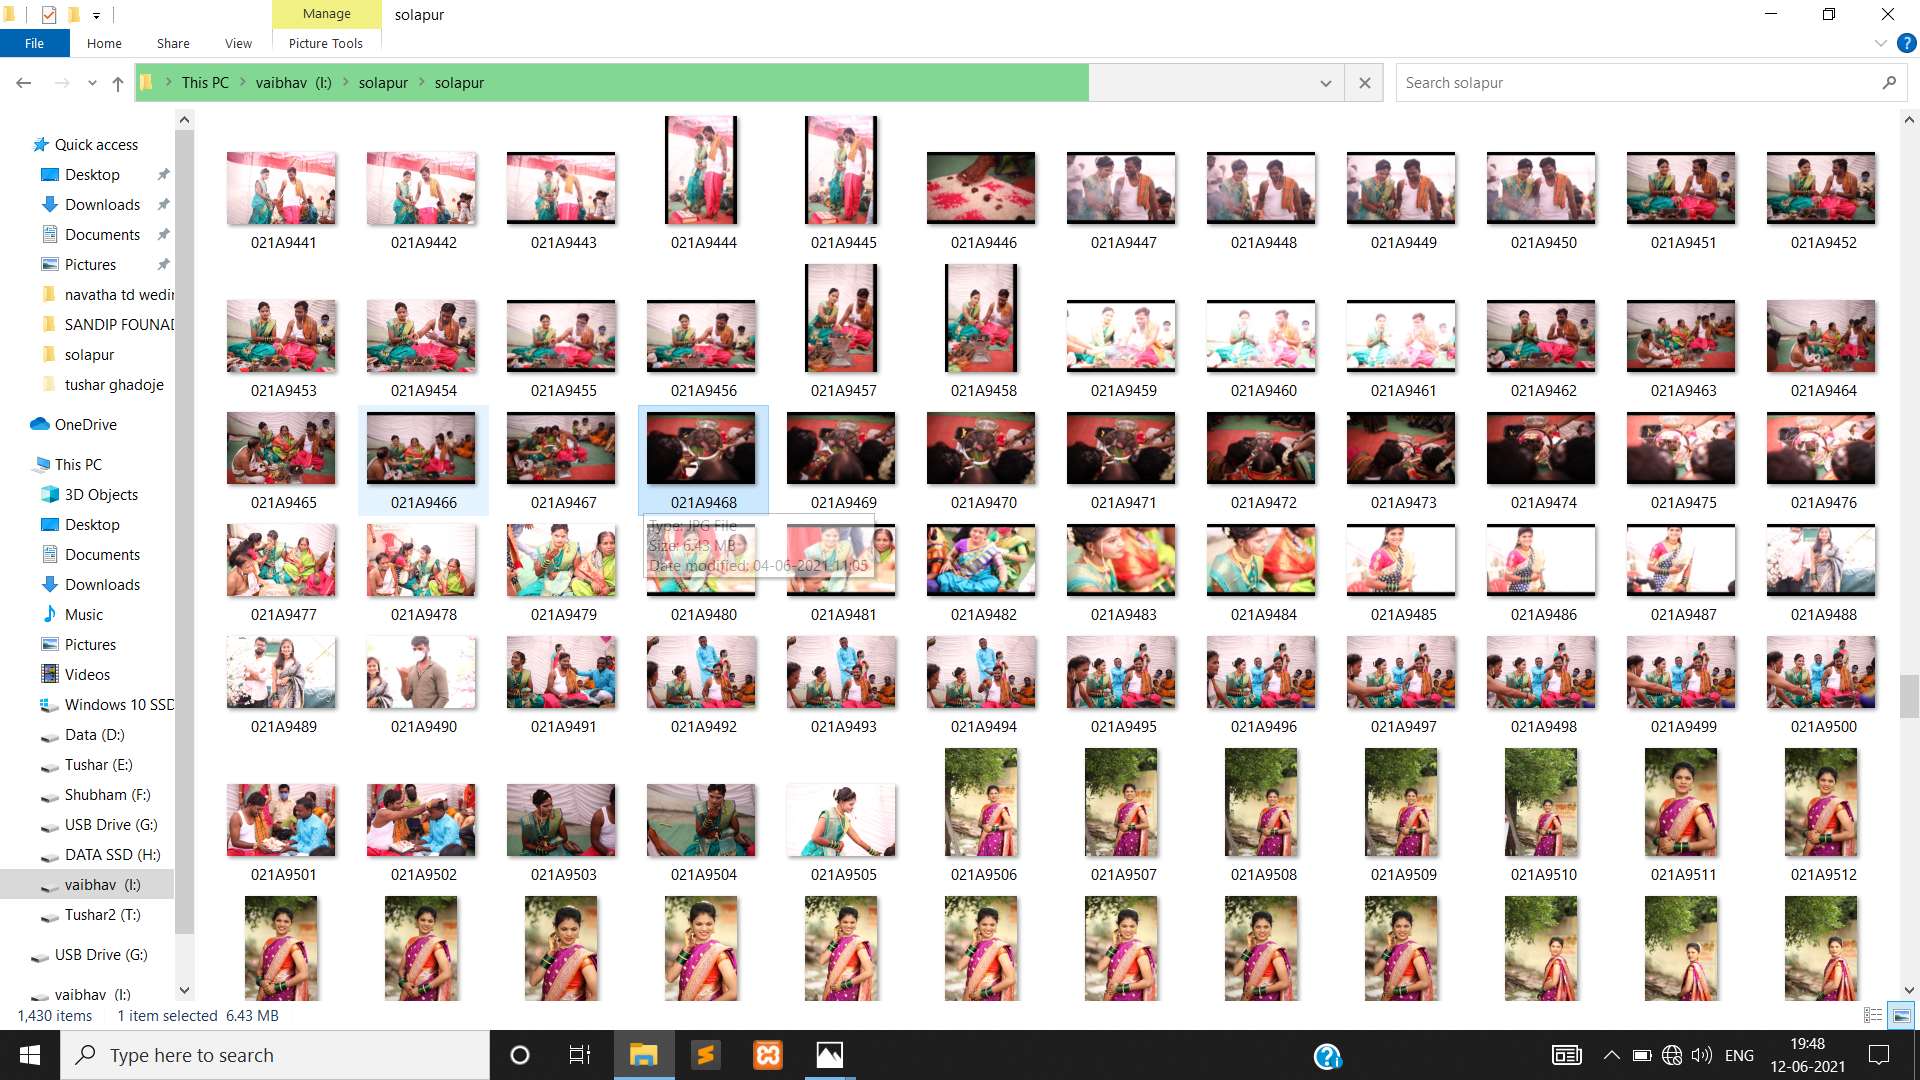 Manage
solapur
File
Home
Share
View
Picture Tools
This PC
vaibhav (I:)
solapur
solapur
Search solapur
Quick access
Desktop
Downloads
Documents
Pictures
navatha td wedin
SANDIP FOUNAD
solapur
tushar ghadoje
OneDrive
This PC
3D Objects
Desktop
Documents
Downloads
Music
Pictures
Videos
Windows 10 SSD
Data (D:)
Tushar (E:)
Shubham (F:)
USB Drive (G:)
DATA SSD (H:)
vaibhav (I:)
Tushar2 (T:)
USB Drive (G:)
vaibhav (I:)
021A9441 021A9442 021A9443 021A9444 021A9445 021A9446 021A9447 021A9448 021A9449 021A9450 021A9451 021A9452
021A9453 021A9454 021A9455 021A9456 021A9457 021A9458 021A9459 021A9460 021A9461 021A9462 021A9463 021A9464
021A9465 021A9466 021A9467 021A9468 021A9469 021A9470 021A9471 021A9472 021A9473 021A9474 021A9475 021A9476
Type: JPG File
Size: 6.43 MB
Date modified: 04-06-2021 11:05
021A9477 021A9478 021A9479 021A9480 021A9481 021A9482 021A9483 021A9484 021A9485 021A9486 021A9487 021A9488
021A9489 021A9490 021A9491 021A9492 021A9493 021A9494 021A9495 021A9496 021A9497 021A9498 021A9499 021A9500
021A9501 021A9502 021A9503 021A9504 021A9505 021A9506 021A9507 021A9508 021A9509 021A9510 021A9511 021A9512
1,430 items 1 item selected 6.43 MB
Type here to search
ENG
19:48
12-06-2021